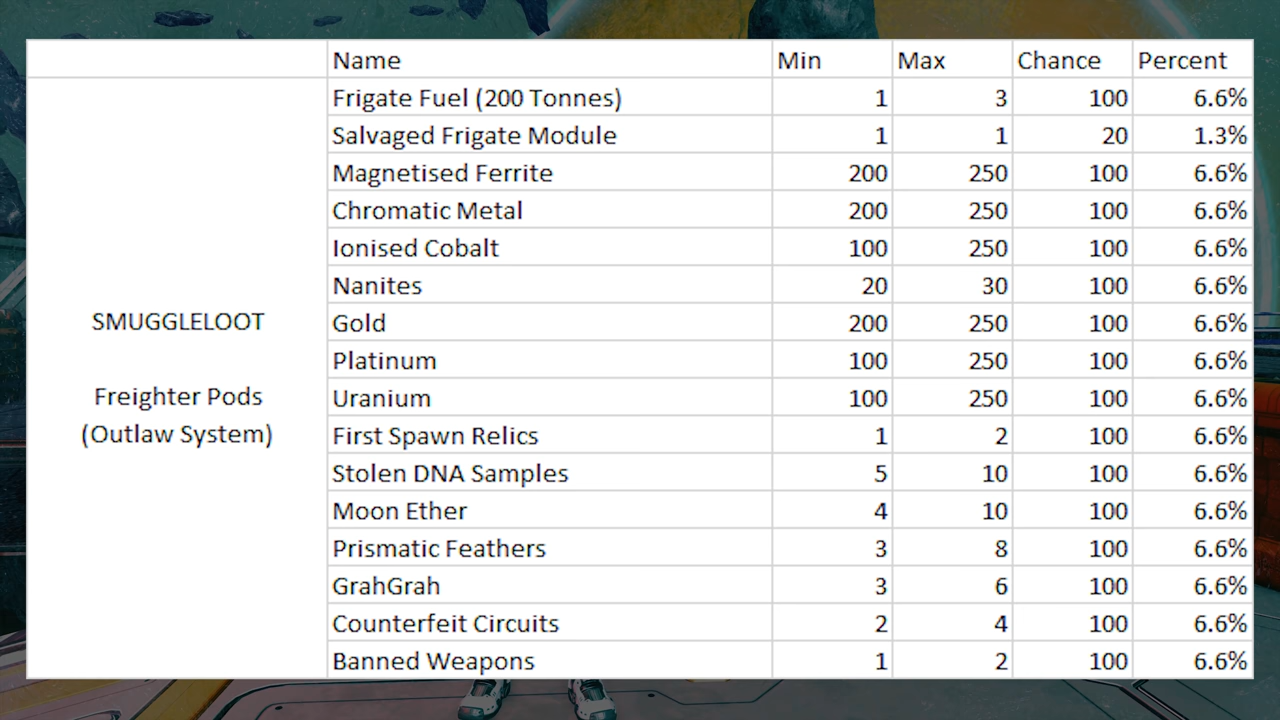 Name Min Max Chance Percent
Frigate Fuel (200 Tonnes) 1 3 100 6.6%
Salvaged Frigate Module 1 1 20 1.3%
Magnetised Ferrite 200 250 100 6.6%
Chromatic Metal 200 250 100 6.6%
Ionised Cobalt 100 250 100 6.6%
Nanites 20 30 100 6.6%
SMUGGLELOOT
Gold 200 250 100 6.6%
Platinum 100 250 100 6.6%
Freighter Pods
Uranium 100 250 100 6.6%
(Outlaw System)
First Spawn Relics 1 2 100 6.6%
Stolen DNA Samples 5 10 100 6.6%
Moon Ether 4 10 100 6.6%
Prismatic Feathers 3 8 100 6.6%
GrahGrah 3 6 100 6.6%
Counterfeit Circuits 2 4 100 6.6%
Banned Weapons 1 2 100 6.6%